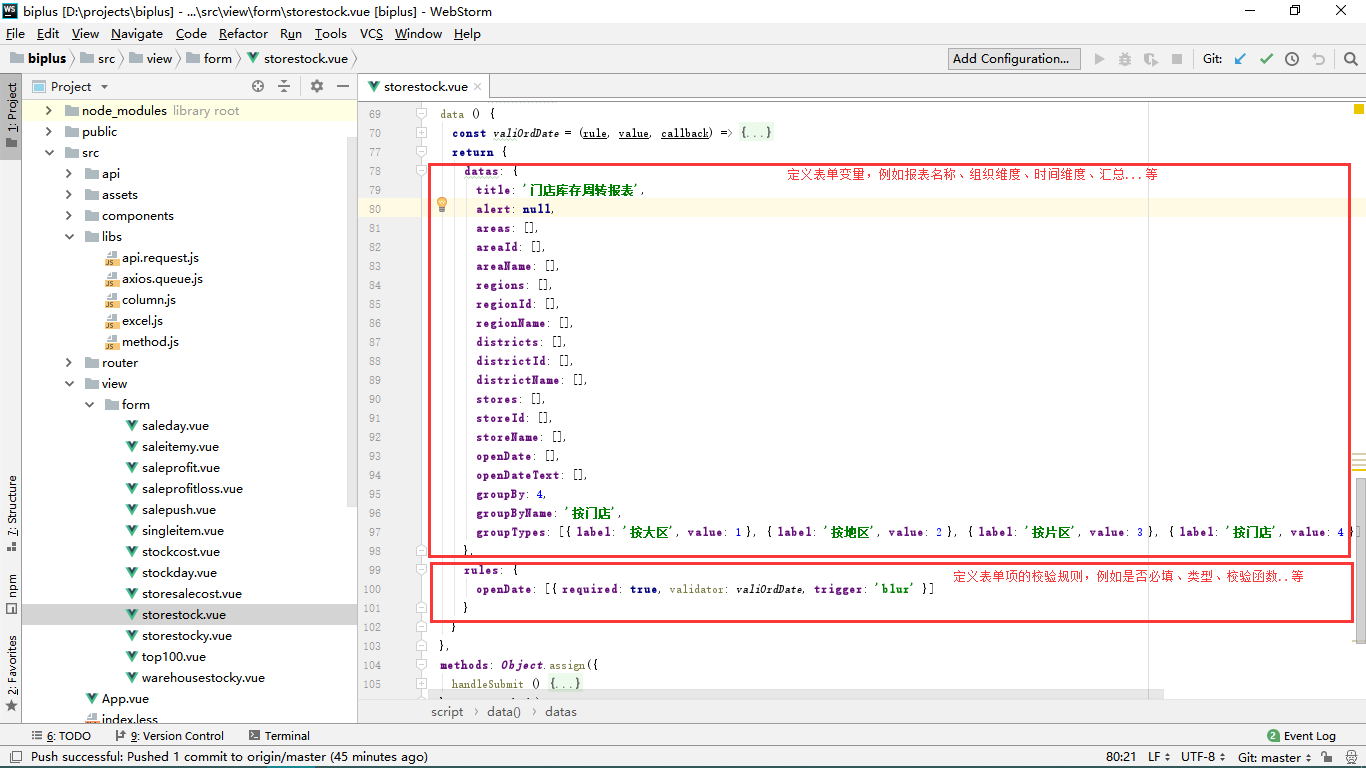 biplus [D:\projects\biplus] - ...\src\view\form\storestock.vue [biplus] - WebStorm
File Edit View Navigate Code Refactor Run Tools VCS Window Help
biplus src view form storestock.vue Add Configuration... Git:
Project
storestock.vue
1: Project
7: Structure
npm
2: Favorites
node_modules library root
public
src
api
assets
components
libs
api.request.js
axios.queue.js
column.js
excel.js
method.js
router
view
form
saleday.vue
saleitemy.vue
saleprofit.vue
saleprofitloss.vue
salepush.vue
singleitem.vue
stockcost.vue
stockday.vue
storesalecost.vue
storestock.vue
storestocky.vue
top100.vue
warehousestocky.vue
App.vue
index.less
69 data () {
70 const valiOrdDate = (rule, value, callback) => {...}
77 return {
78 datas: {
定义表单变量，例如报表名称、组织维度、时间维度、汇总...等
79 title: '门店库存周转报表',
80 alert: null,
81 areas: [],
82 areaId: [],
83 areaName: [],
84 regions: [],
85 regionId: [],
86 regionName: [],
87 districts: [],
88 districtId: [],
89 districtName: [],
90 stores: [],
91 storeId: [],
92 storeName: [],
93 openDate: [],
94 openDateText: [],
95 groupBy: 4,
96 groupByName: '按门店',
97 groupTypes: [{ label: '按大区', value: 1 }, { label: '按地区', value: 2 }, { label: '按片区', value: 3 }, { label: '按门店', value: 4 }]
98 },
99 rules: {
定义表单项的校验规则，例如是否必填、类型、校验函数..等
100 openDate: [{ required: true, validator: valiOrdDate, trigger: 'blur' }]
101 }
102 }
103 },
104 methods: Object.assign({
105 handleSubmit () {...}
script data() datas
6: TODO 9: Version Control Terminal 2 Event Log
Push successful: Pushed 1 commit to origin/master (45 minutes ago) 80:21 LF UTF-8 Git: master